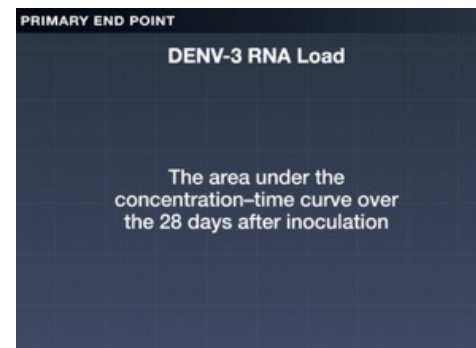 PRIMARY END POINT
DENV-3 RNA Load
The area under the
concentration–time curve over
the 28 days after inoculation